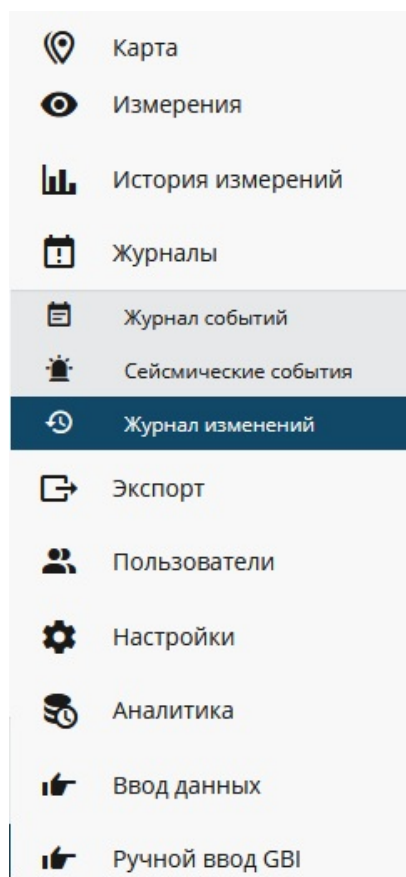 Карта
Измерения
История измерений
Журналы
Журнал событий
Сейсмические события
Журнал изменений
Экспорт
Пользователи
Настройки
Аналитика
Ввод данных
Ручной ввод GBI